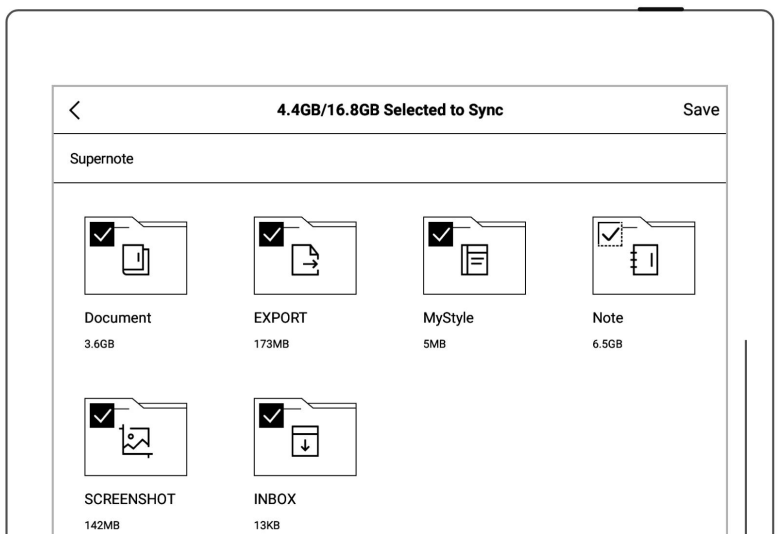 4.4GB/16.8GB Selected to Sync
Save
Supernote
Document
EXPORT
MyStyle
Note
3.6GB
173MB
5MB
6.5GB
SCREENSHOT
INBOX
142MB
13KB